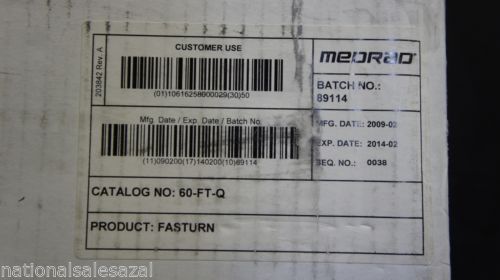 203842 Rev. A
CUSTOMER USE
(01)10616258000029(30)50
Mfg. Date / Exp. Date / Batch No.
(11)090200(17)140200(10)89114
MEDRAD
BATCH NO.:
89114
MFG. DATE: 2009-02
EXP. DATE: 2014-02
SEQ. NO.: 0038
CATALOG NO: 60-FT-Q
PRODUCT: FASTURN
nationalsalesazal
nationalsalesazal